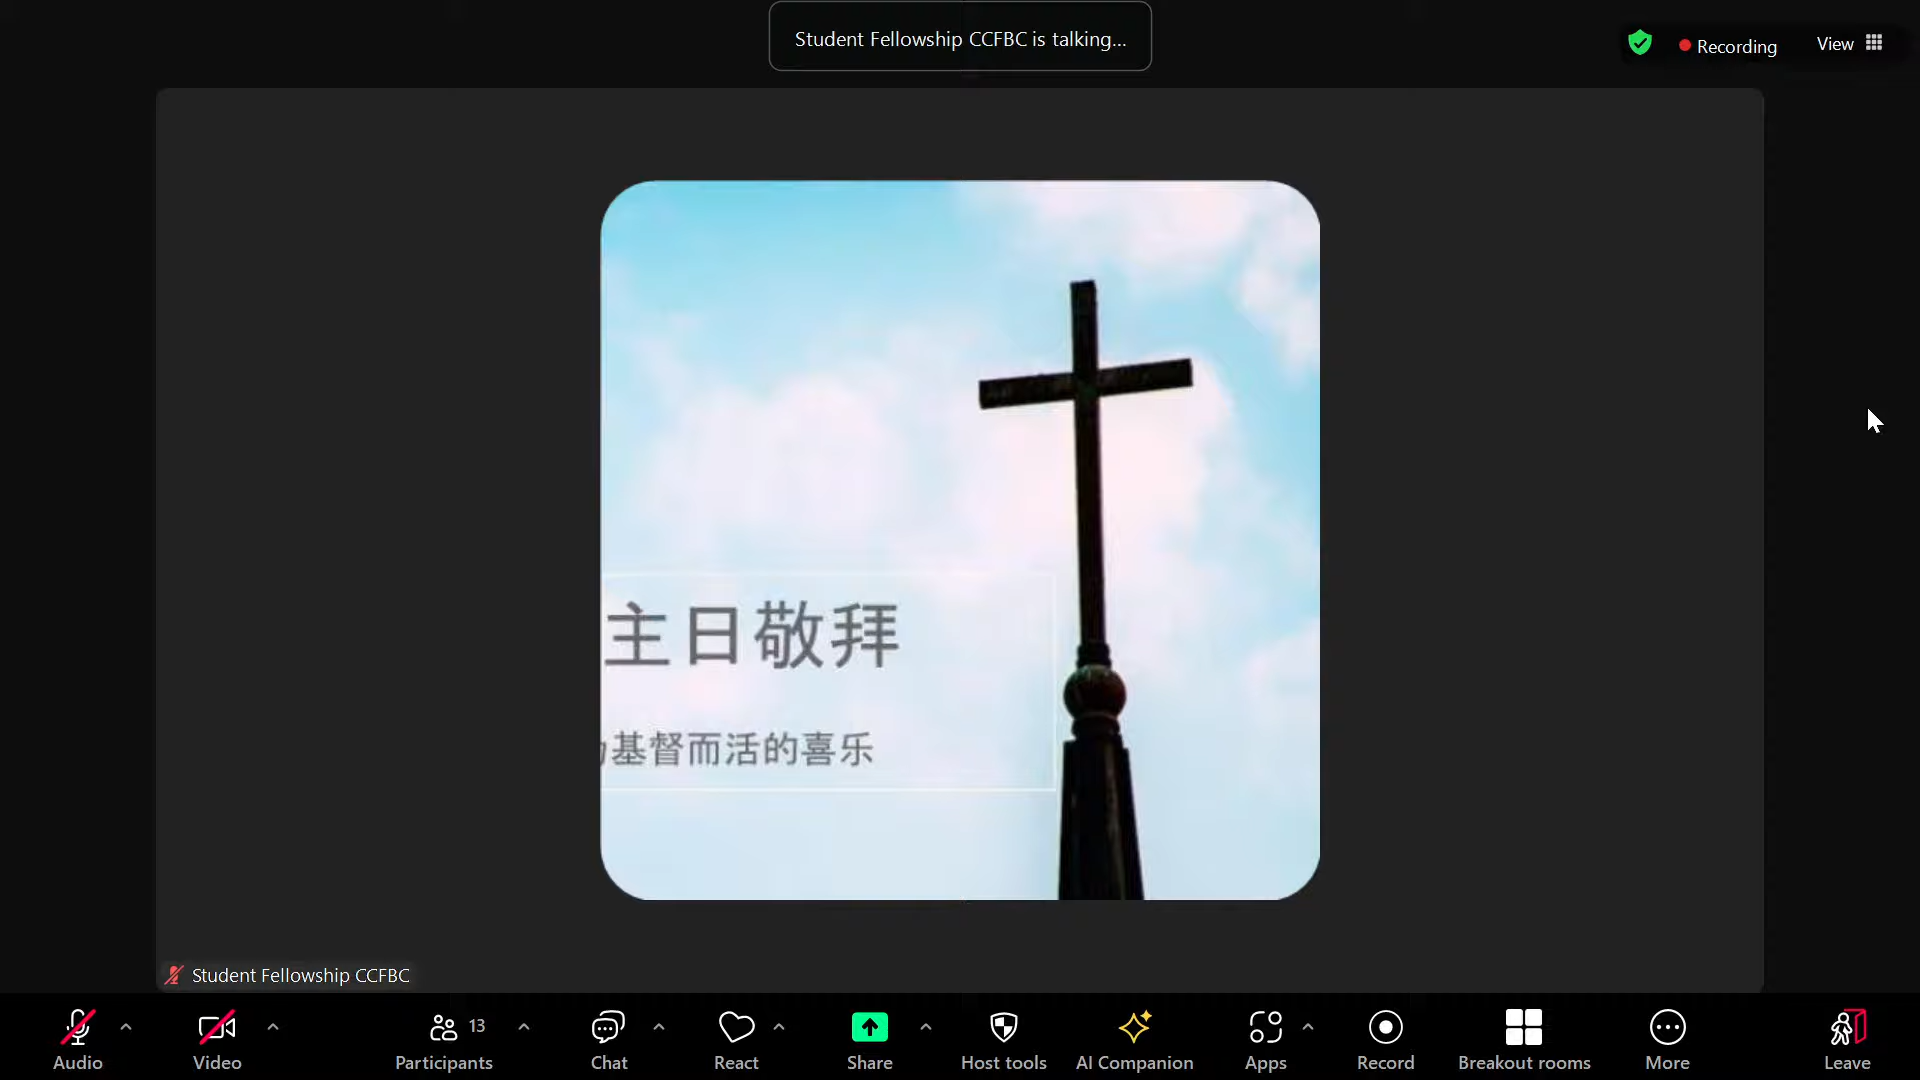 Student Fellowship CCFBC is talking...
Recording
View
主日敬拜
基督而活的喜乐
Student Fellowship CCFBC
Audio
Video
Participants
13
Chat
React
Share
Host tools
AI Companion
Apps
Record
Breakout rooms
More
Leave